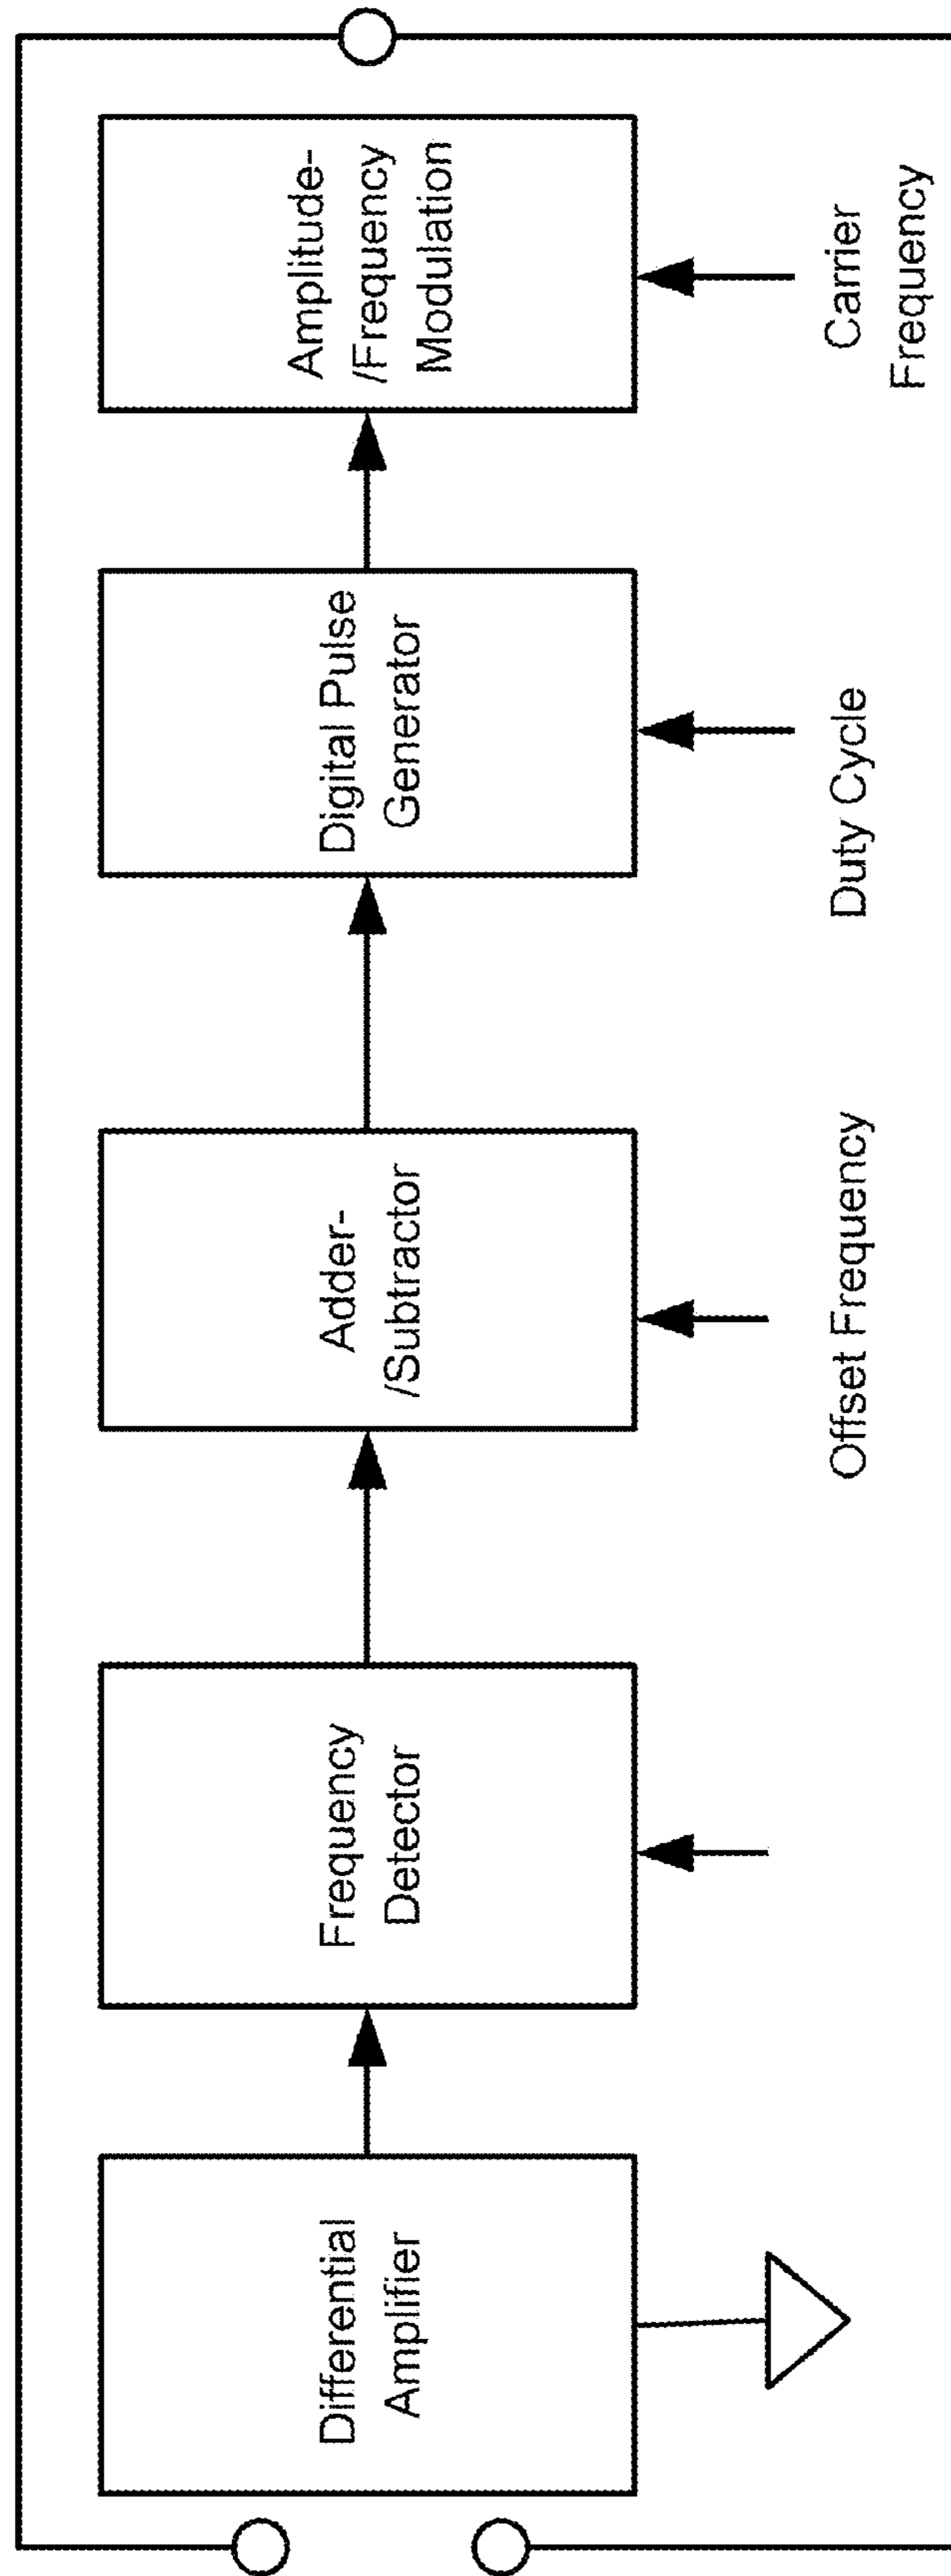 Differential
Amplifier
Frequency
Detector
Adder-
/Subtractor
Offset Frequency
Digital Pulse
Generator
Duty Cycle
Amplitude-
/Frequency
Modulation
Carrier
Frequency